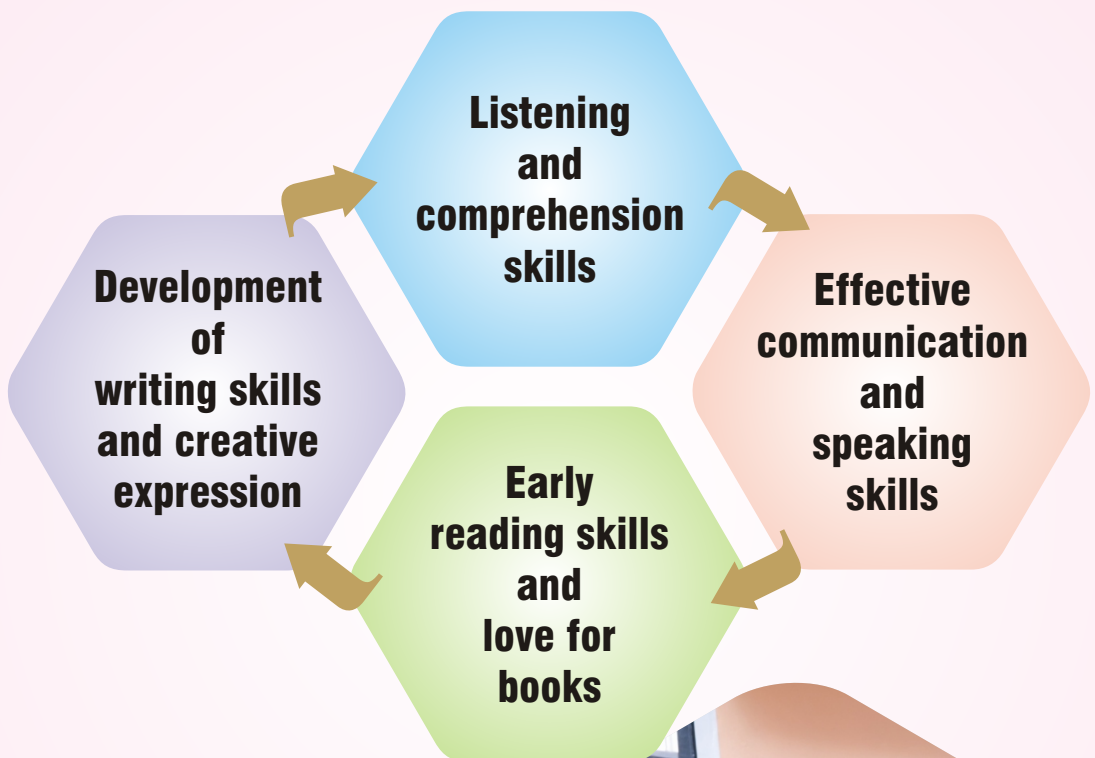 Listening
and
comprehension
skills
Effective
communication
and
speaking
skills
Early
reading skills
and
love for
books
Development
of
writing skills
and creative
expression